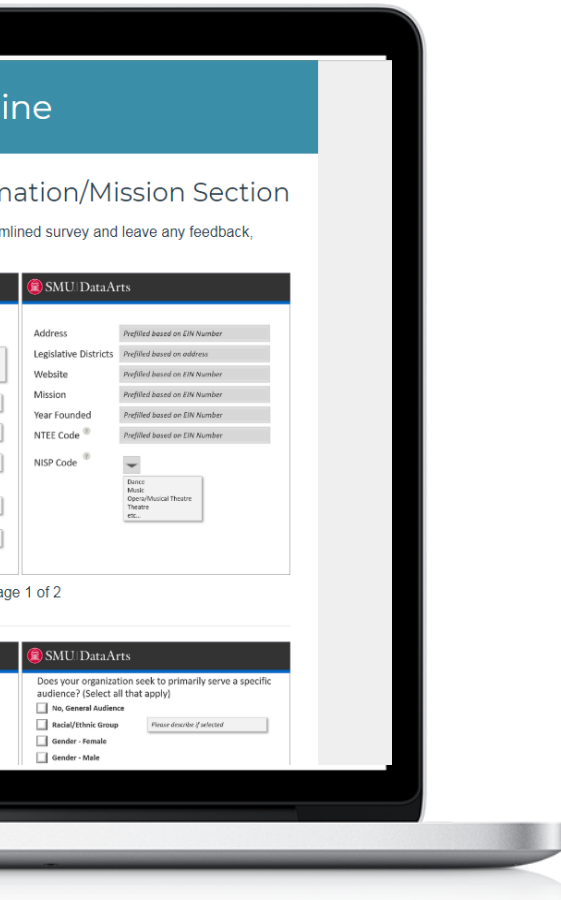 ine
mation/Mission Section
mlined survey and leave any feedback,
SMU DataArts
Address Prefilled based on EIN Number
Legislative Districts Prefilled based on address
Website Prefilled based on EIN Number
Mission Prefilled based on EIN Number
Year Founded Prefilled based on EIN Number
NTEE Code ? Prefilled based on EIN Number
NISP Code ?
Dance
Music
Opera/Musical Theatre
Theatre
etc...
age 1 of 2
SMU DataArts
Does your organization seek to primarily serve a specific
audience? (Select all that apply)
No, General Audience
Racial/Ethnic Group Please describe if selected
Gender - Female
Gender - Male